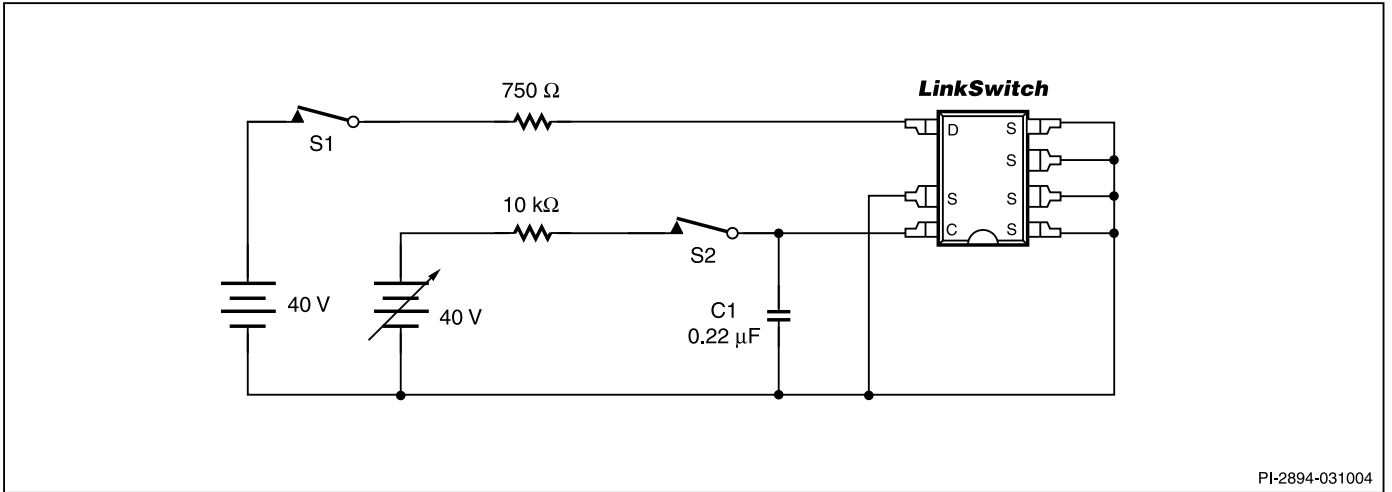 LinkSwitch
750 Ω
S1
D
S
S
10 kΩ
S
S
S2
C
S
40 V
40 V
C1
0.22 µF
PI-2894-031004